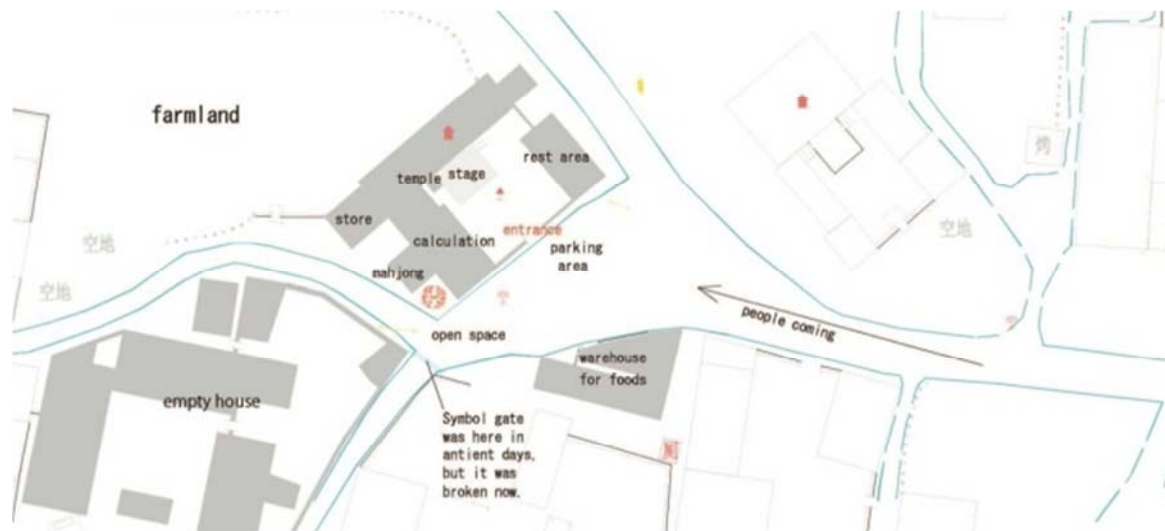 farmland
rest area
temple
stage
store
calculation
entrance
parking
area
mahjong
open space
people coming
warehouse
for foods
empty house
Symbol gate
was here in
antient days,
but it was
broken now.
空地
空地
空地
烤
厕